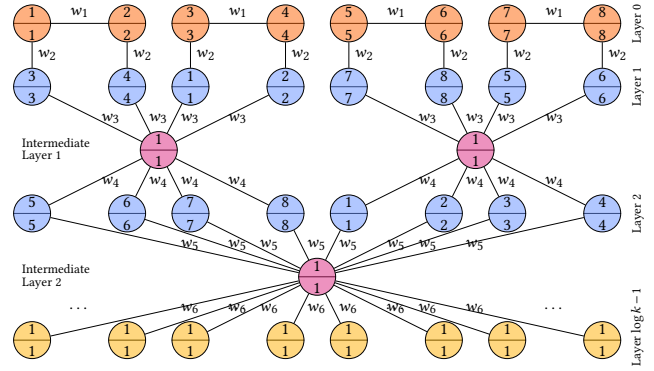 1 w₁ 2 3 w₁ 4 5 w₁ 6 7 w₁ 8
1 2 3 4 5 6 7 8
Layer 0
w₂ w₂ w₂ w₂ w₂ w₂ w₂ w₂
3 4 1 2 7 8 5 6
3 4 1 2 7 8 5 6
Layer 1
w₃ w₃ w₃ w₃ w₃ w₃ w₃ w₃
Intermediate
Layer 1
1 1
1 1
w₄ w₄ w₄ w₄ w₄ w₄ w₄ w₄
5 6 7 8 1 2 3 4
5 6 7 8 1 2 3 4
Layer 2
w₅ w₅ w₅ w₅ w₅ w₅ w₅ w₅
Intermediate
Layer 2
1
1
... ...
w₆ w₆ w₆ w₆ w₆ w₆ w₆ w₆
1 1 1 1 1 1 1 1
1 1 1 1 1 1 1 1
Layer log k − 1